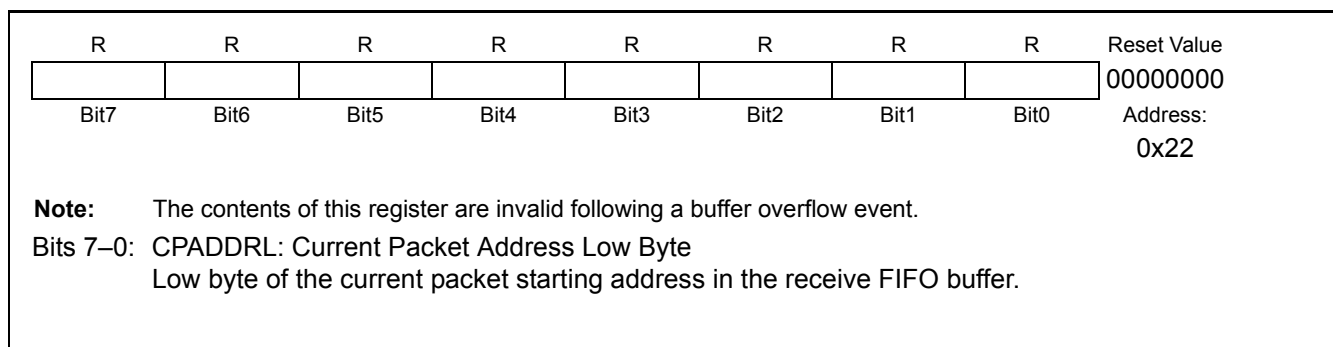 R R R R R R R R Reset Value
00000000
Bit7 Bit6 Bit5 Bit4 Bit3 Bit2 Bit1 Bit0 Address:
0x22
Note: The contents of this register are invalid following a buffer overflow event.
Bits 7–0: CPADDRL: Current Packet Address Low Byte
Low byte of the current packet starting address in the receive FIFO buffer.